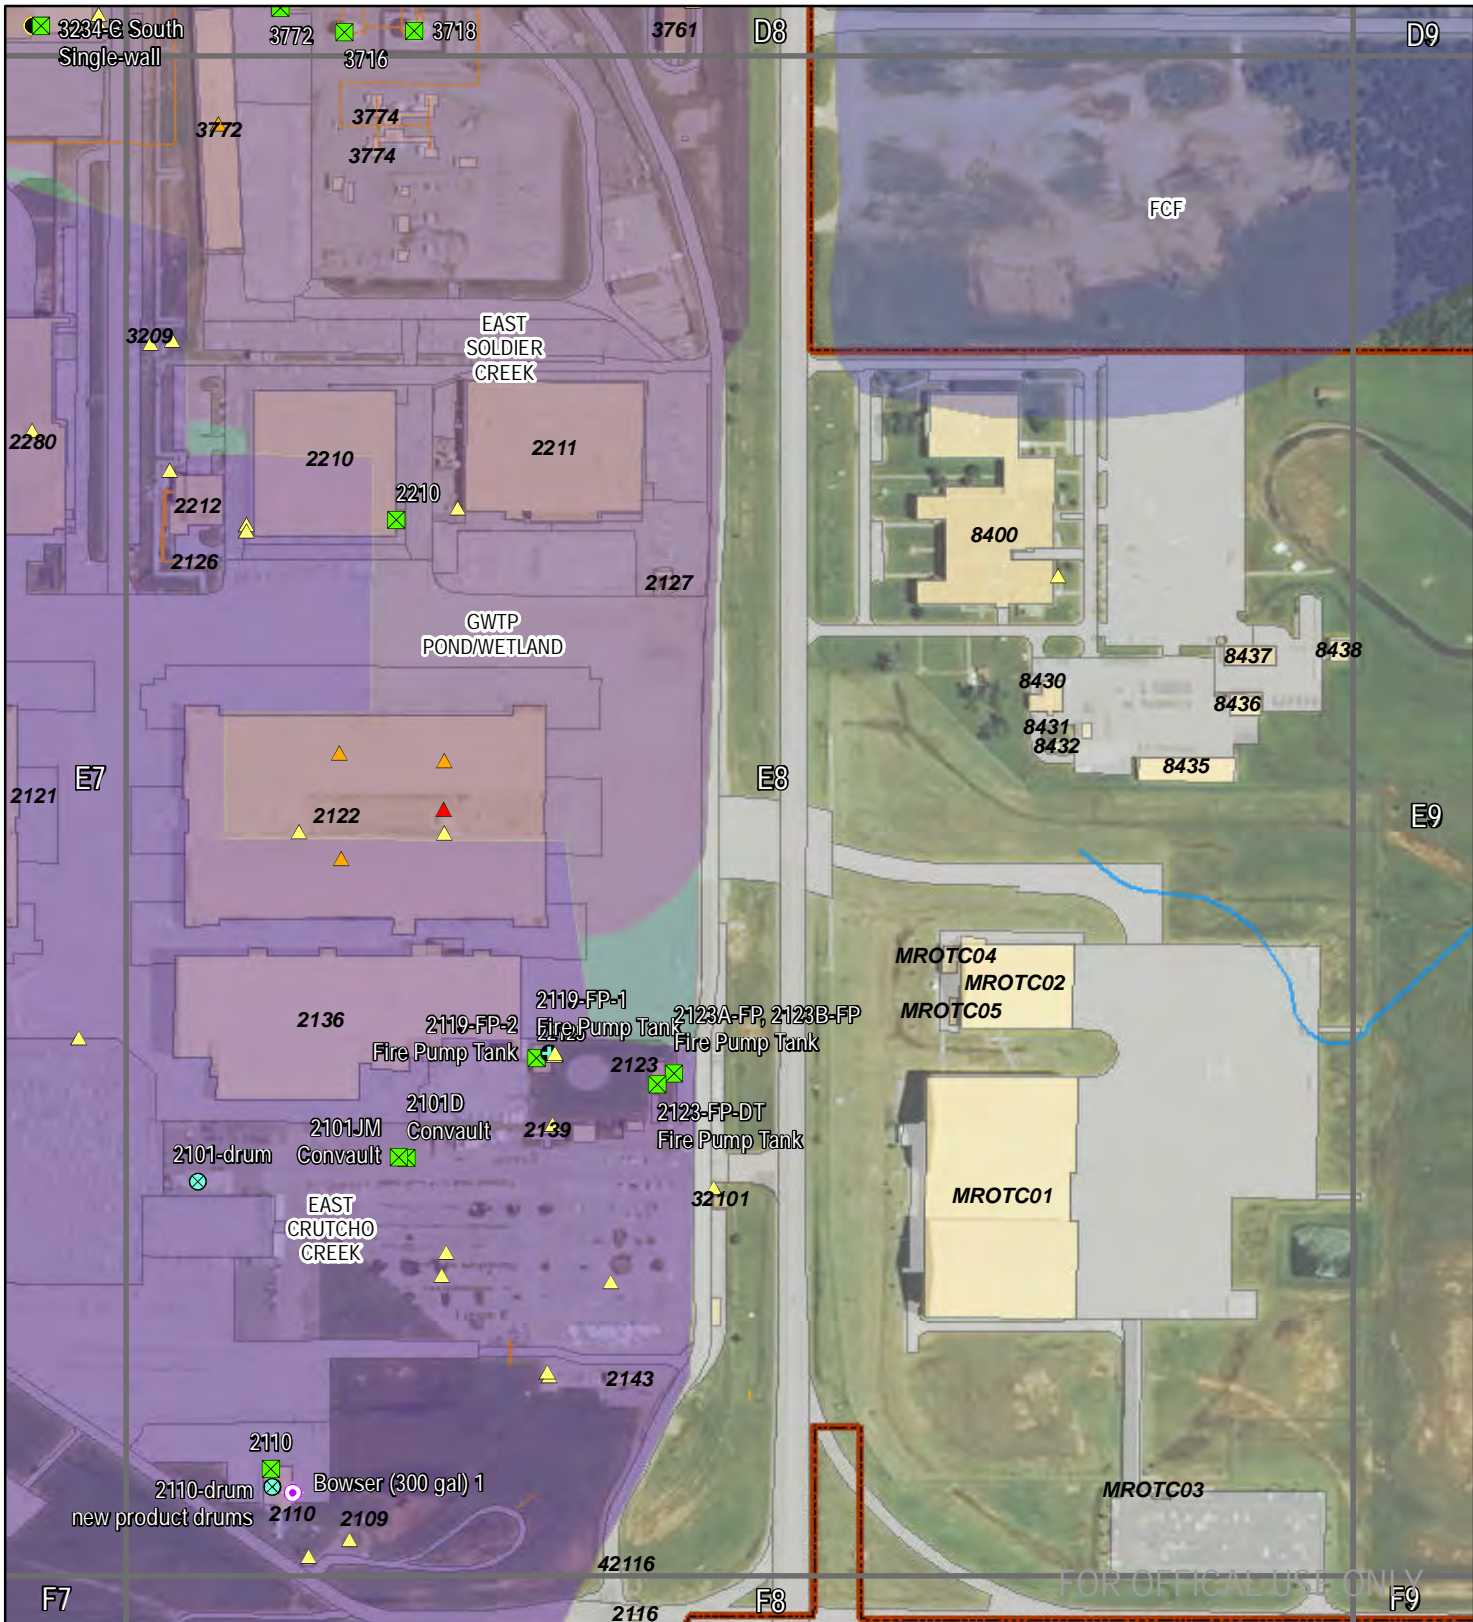 3234-G South
Single-wall
3772
3716
3718
3761
D8
D9
3772
3774
3774
FCF
3209
EAST
SOLDIER
CREEK
2280
2210
2211
2210
2212
2126
2127
8400
GWTP
POND/WETLAND
8437
8438
8430
8436
8431
8432
8435
E7
2121
2122
E8
E9
MROTC04
MROTC02
MROTC05
2136
2119-FP-1
Fire Pump Tank
2119-FP-2
Fire Pump Tank
2123A-FP, 2123B-FP
Fire Pump Tank
2123
2123-FP-DT
Fire Pump Tank
2101D
Convault
2101JM
Convault
2139
2101-drum
32101
MROTC01
EAST
CRUTCHO
CREEK
2143
2110
2110-drum
new product drums
Bowser (300 gal) 1
2110
2109
MROTC03
42116
FOR OFFICAL USE ONLY
F7
F8
F9
2116